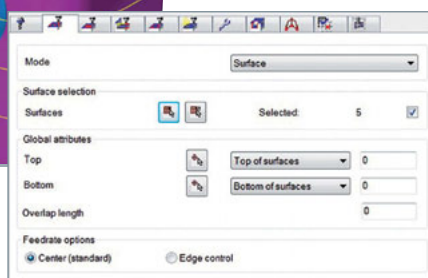 Mode Surface
Surface selection
Surfaces Selected: 5
Global attributes
Top Top of surfaces 0
Bottom Bottom of surfaces 0
Overlap length 0
Feedrate options
Center (standard) Edge control